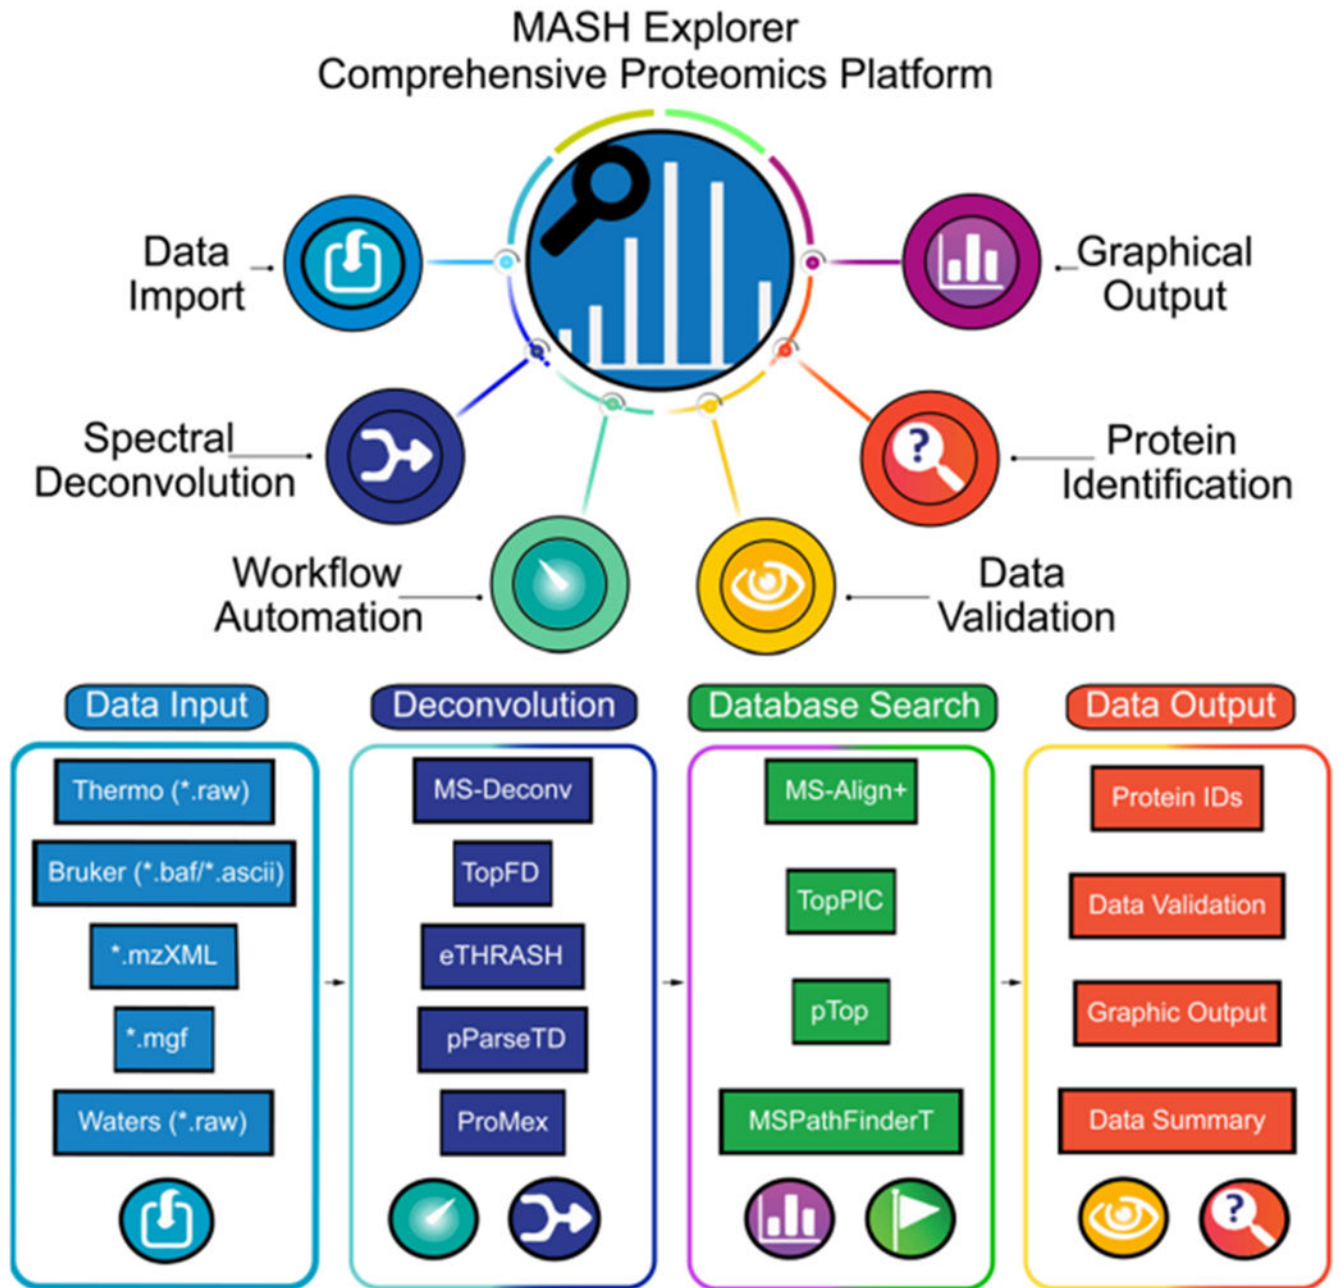 MASH Explorer
Comprehensive Proteomics Platform
Data
Import
Graphical
Output
Spectral
Deconvolution
Protein
Identification
?
Workflow
Automation
Data
Validation
Data Input
Thermo (*.raw)
Bruker (*.baf/*.ascii)
*.mzXML
*.mgf
Waters (*.raw)
Deconvolution
MS-Deconv
TopFD
eTHRASH
pParseTD
ProMex
Database Search
MS-Align+
TopPIC
pTop
MSPathFinderT
Data Output
Protein IDs
Data Validation
Graphic Output
Data Summary
?